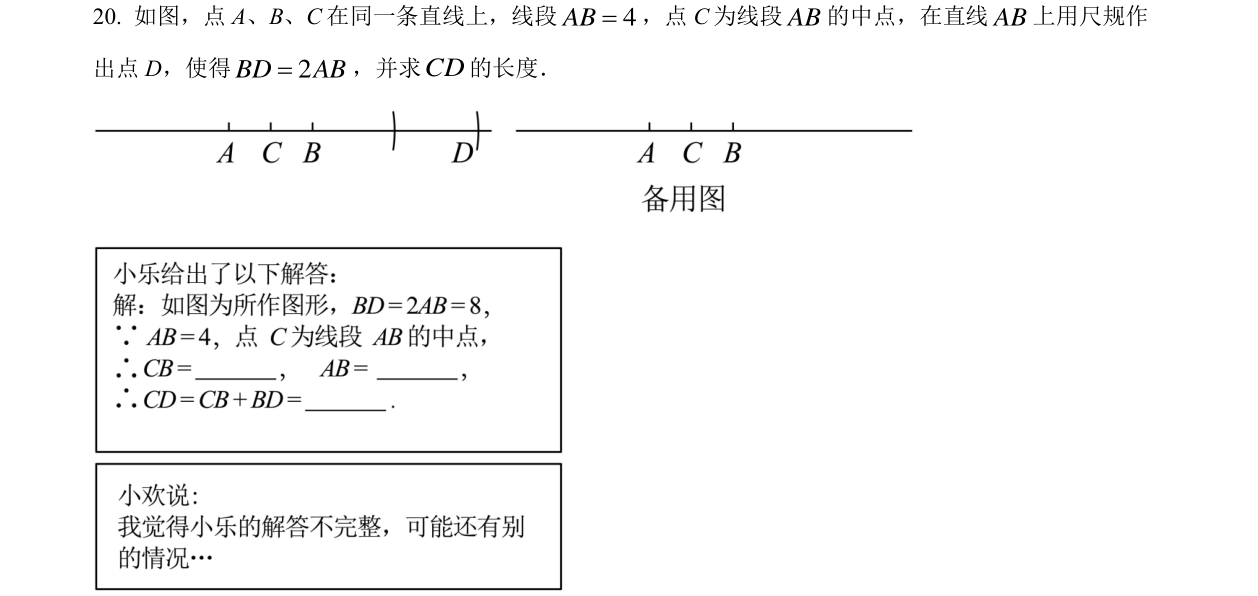 20. 如图，点 A、B、C 在同一条直线上，线段 AB = 4，点 C 为线段 AB 的中点，在直线 AB 上用尺规作
出点 D，使得 BD = 2AB，并求 CD 的长度．
A C B D
A C B
备用图
小乐给出了以下解答：
解：如图为所作图形，BD=2AB=8，
∵ AB=4，点 C 为线段 AB 的中点，
∴CB=______， AB=______，
∴CD=CB+BD=______．
小欢说:
我觉得小乐的解答不完整，可能还有别
的情况…